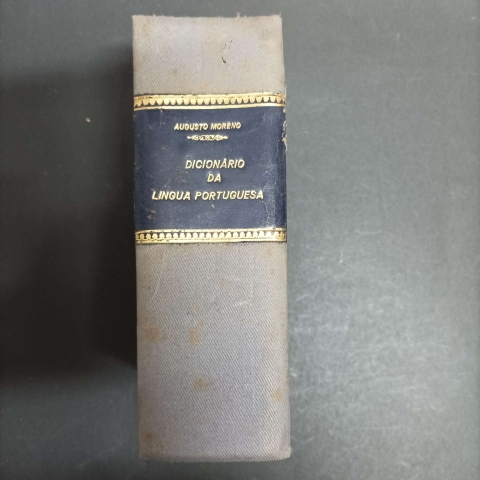 AUGUSTO MORENO
DICIONÁRIO
DA
LINGUA PORTUGUESA